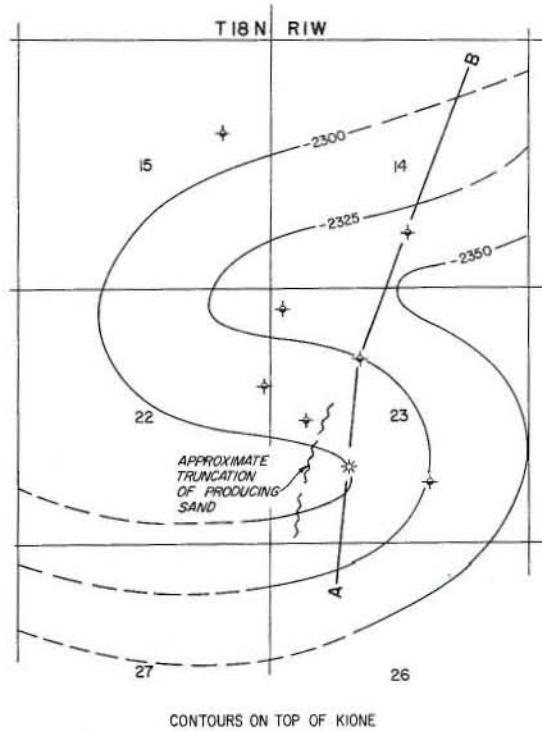 T18N R1W
B
-2300
15
14
-2325
-2350
22
23
APPROXIMATE
TRUNCATION
OF PRODUCING
SAND
A
27
26
CONTOURS ON TOP OF KIONE